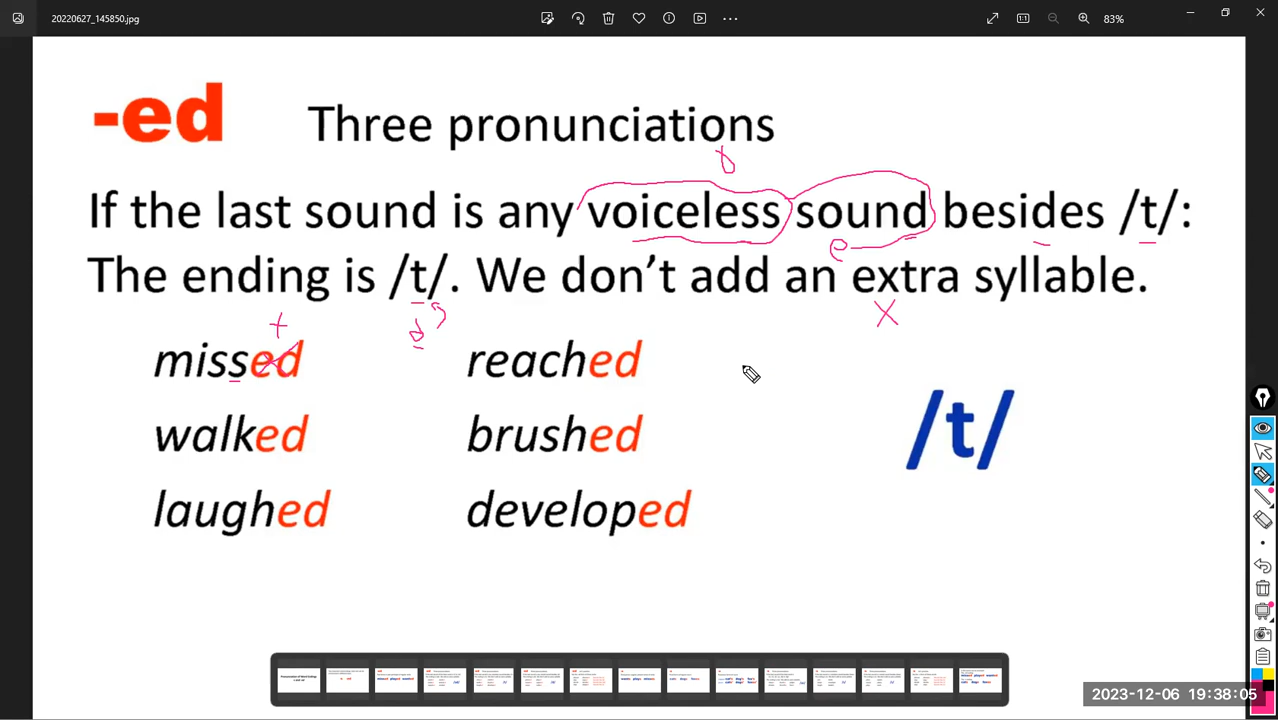 20220627_145850.jpg
83%
-ed Three pronunciations
If the last sound is any voiceless sound besides /t/:
The ending is /t/. We don't add an extra syllable.
missed reached
walked brushed
laughed developed
/t/
2023-12-06 19:38:05